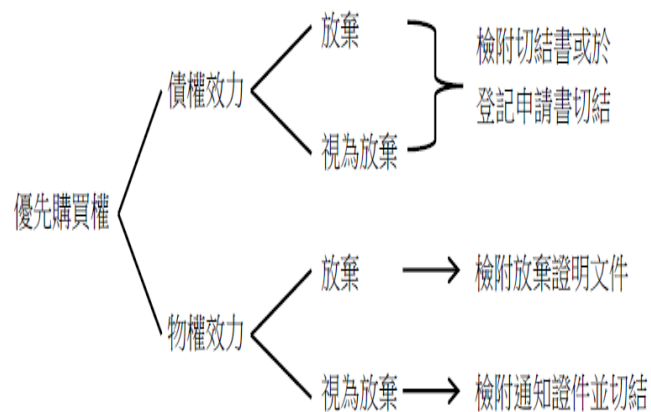 優先購買權
債權效力
放棄
視為放棄
檢附切結書或於
登記申請書切結
物權效力
放棄
檢附放棄證明文件
視為放棄
檢附通知證件並切結